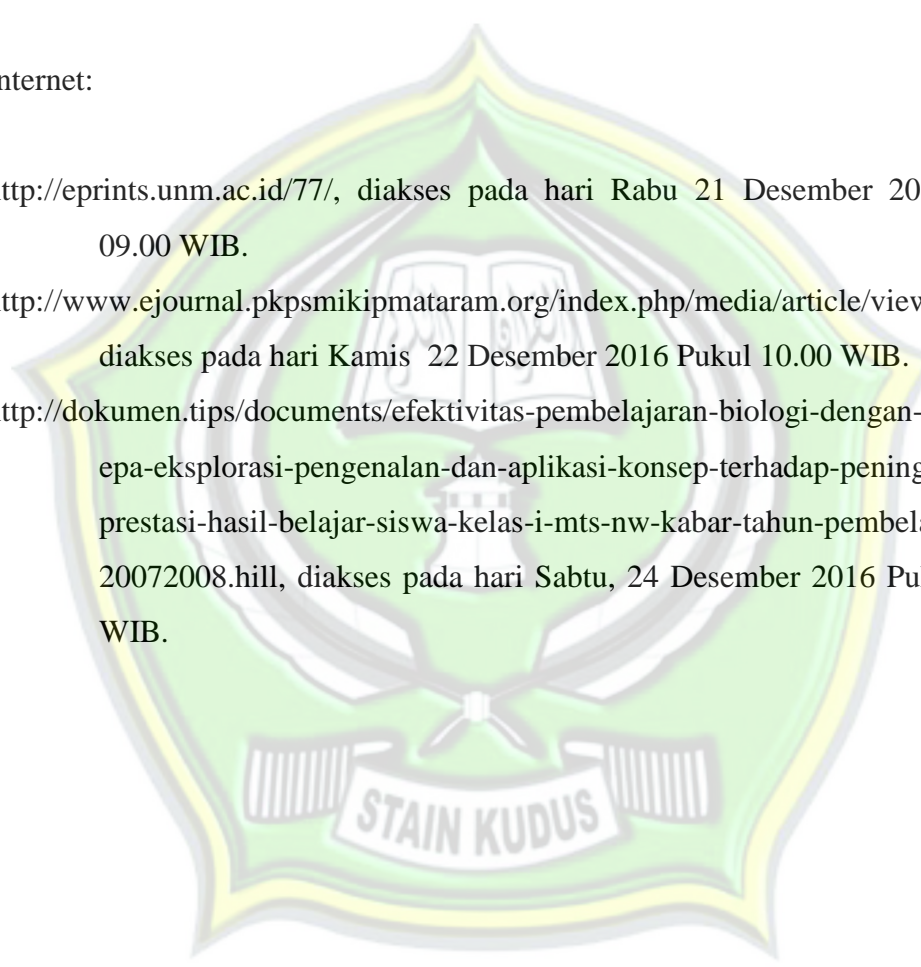 nternet:
ttp://eprints.unm.ac.id/77/, diakses pada hari Rabu 21 Desember 20
09.00 WIB.
ttp://www.ejournal.pkpsmikipmataram.org/index.php/media/article/view
diakses pada hari Kamis 22 Desember 2016 Pukul 10.00 WIB.
ttp://dokumen.tips/documents/efektivitas-pembelajaran-biologi-dengan-
epa-eksplorasi-pengenalan-dan-aplikasi-konsep-terhadap-pening
prestasi-hasil-belajar-siswa-kelas-i-mts-nw-kabar-tahun-pembela
20072008.hill, diakses pada hari Sabtu, 24 Desember 2016 Pu
WIB.
STAIN KUDUS